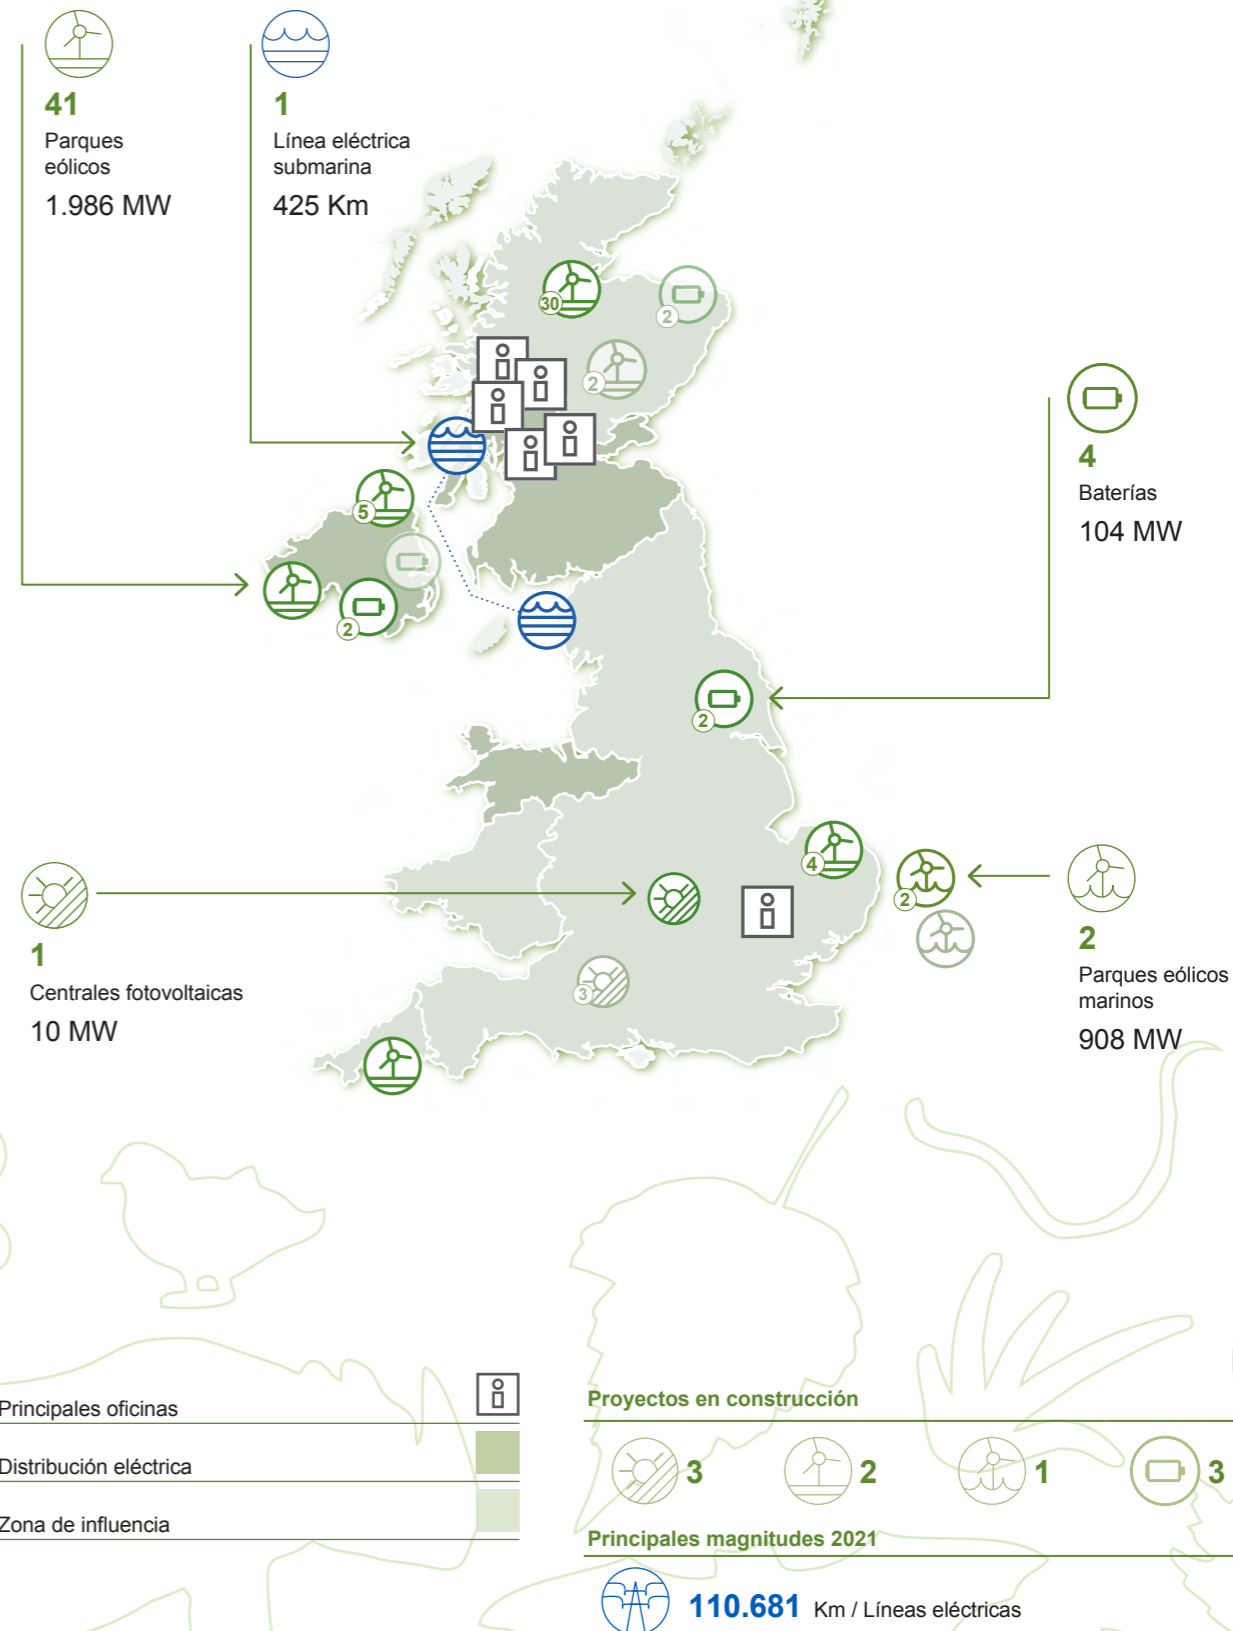 41
Parques
eólicos
1.986 MW
1
Línea eléctrica
submarina
425 Km
30
2
2
5
2
4
Baterías
104 MW
2
4
2
1
Centrales fotovoltaicas
10 MW
3
2
Parques eólicos
marinos
908 MW
Principales oficinas
Distribución eléctrica
Zona de influencia
Proyectos en construcción
3 2 1 3
Principales magnitudes 2021
110.681 Km / Líneas eléctricas